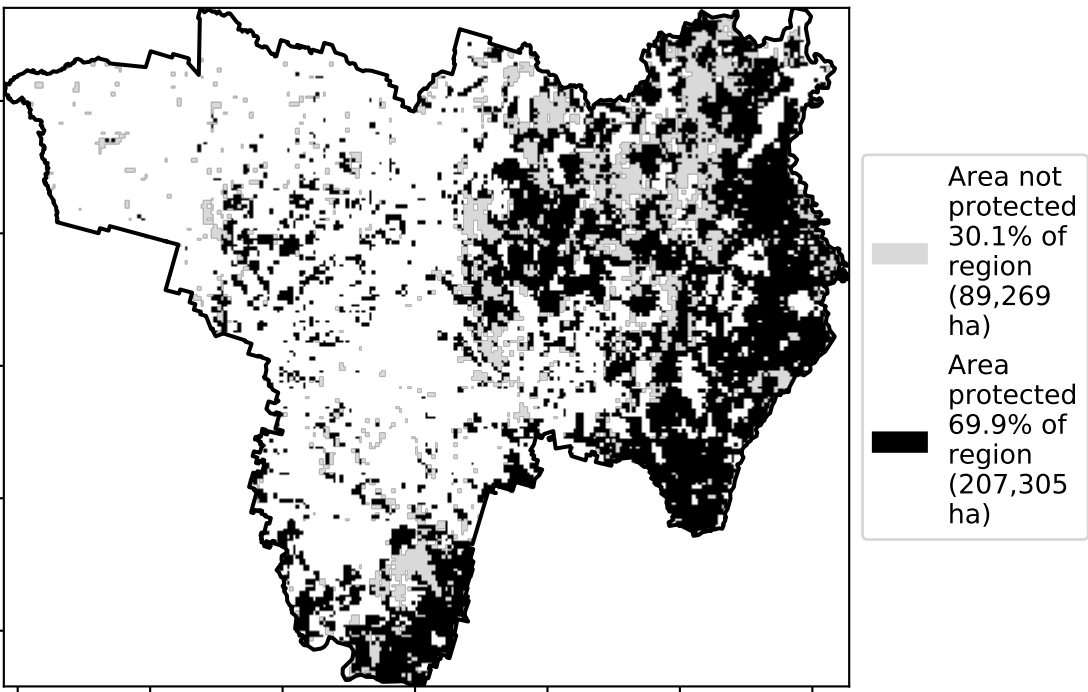 Area not
protected
30.1% of
region
(89,269
ha)
Area
protected
69.9% of
region
(207,305
ha)